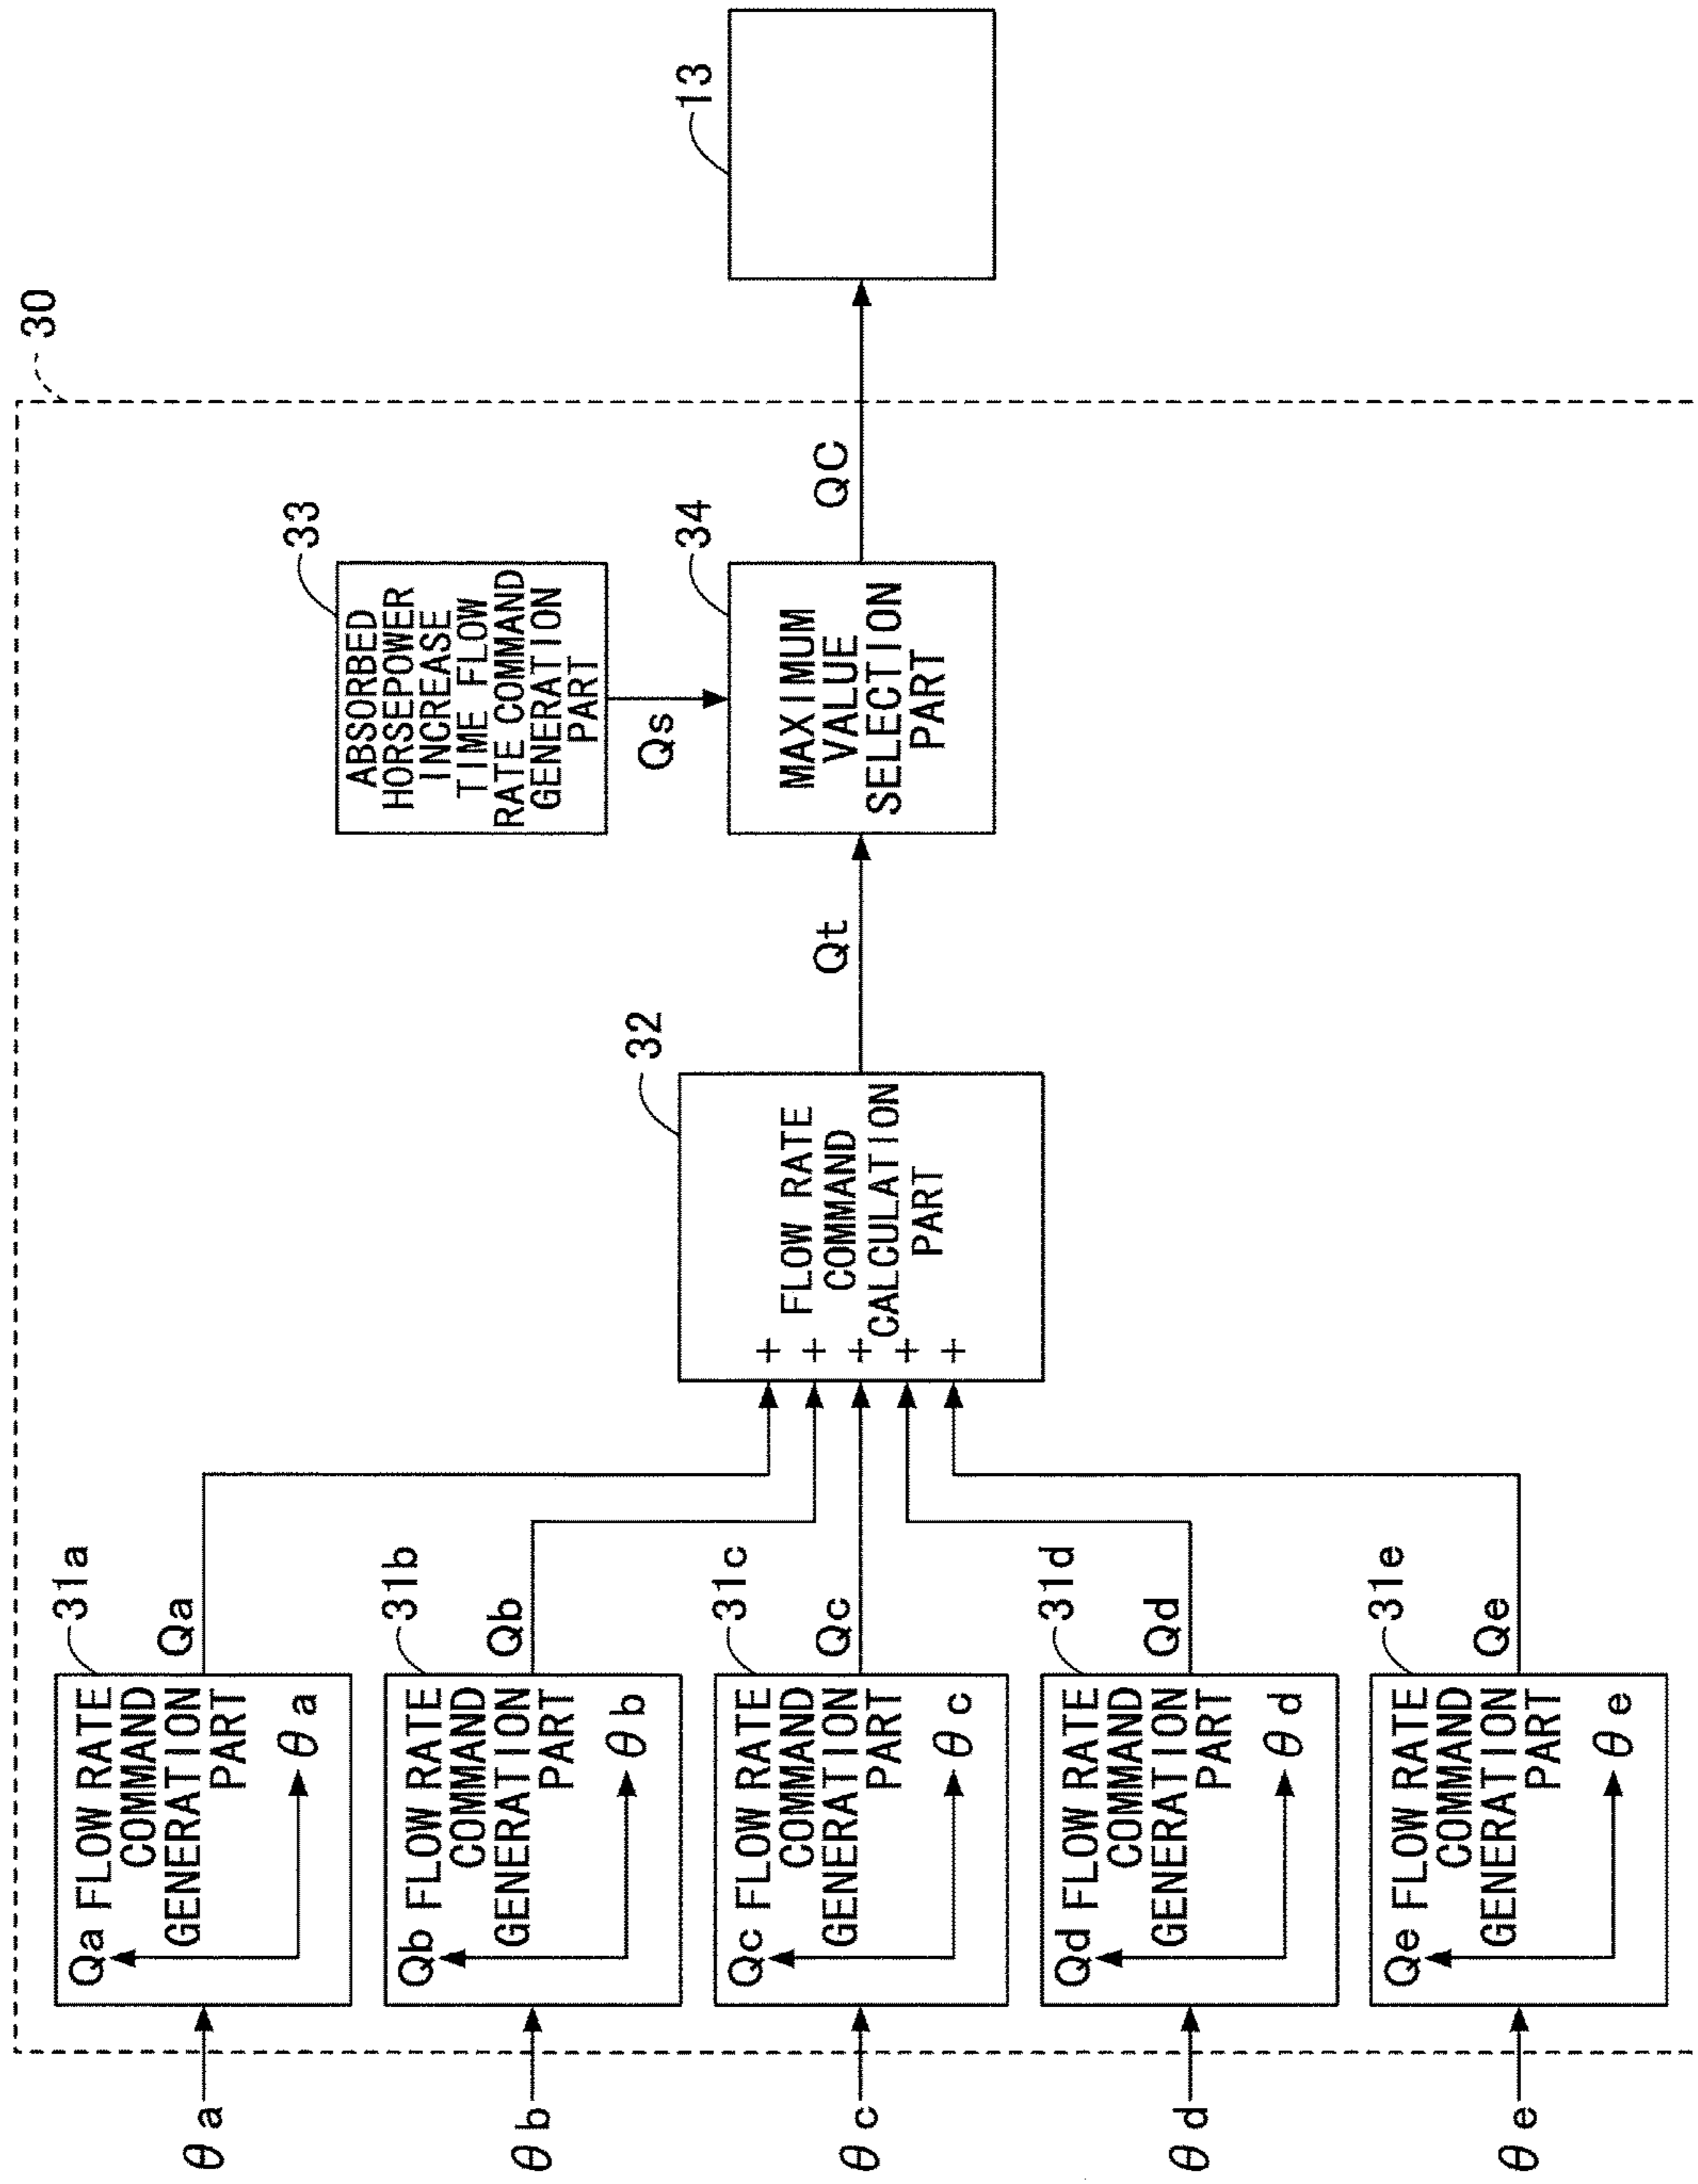 30
θa
31a
Qa FLOW RATE
COMMAND
GENERATION
PART
θa
Qa
θb
31b
Qb FLOW RATE
COMMAND
GENERATION
PART
θb
Qb
θc
31c
Qc FLOW RATE
COMMAND
GENERATION
PART
θc
Qc
θd
31d
Qd FLOW RATE
COMMAND
GENERATION
PART
θd
Qd
θe
31e
Qe FLOW RATE
COMMAND
GENERATION
PART
θe
Qe
32
+
+
+
+
+
FLOW RATE
COMMAND
CALCULATION
PART
Qt
33
ABSORBED
HORSEPOWER
INCREASE
TIME FLOW
RATE COMMAND
GENERATION
PART
Qs
34
MAXIMUM
VALUE
SELECTION
PART
QC
13